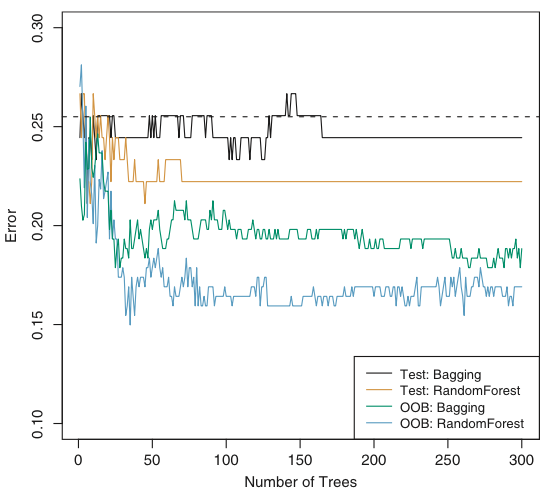 0.30
0.25
0.20
0.15
0.10
Error
0
50
100
150
200
250
300
Number of Trees
Test: Bagging
Test: RandomForest
OOB: Bagging
OOB: RandomForest